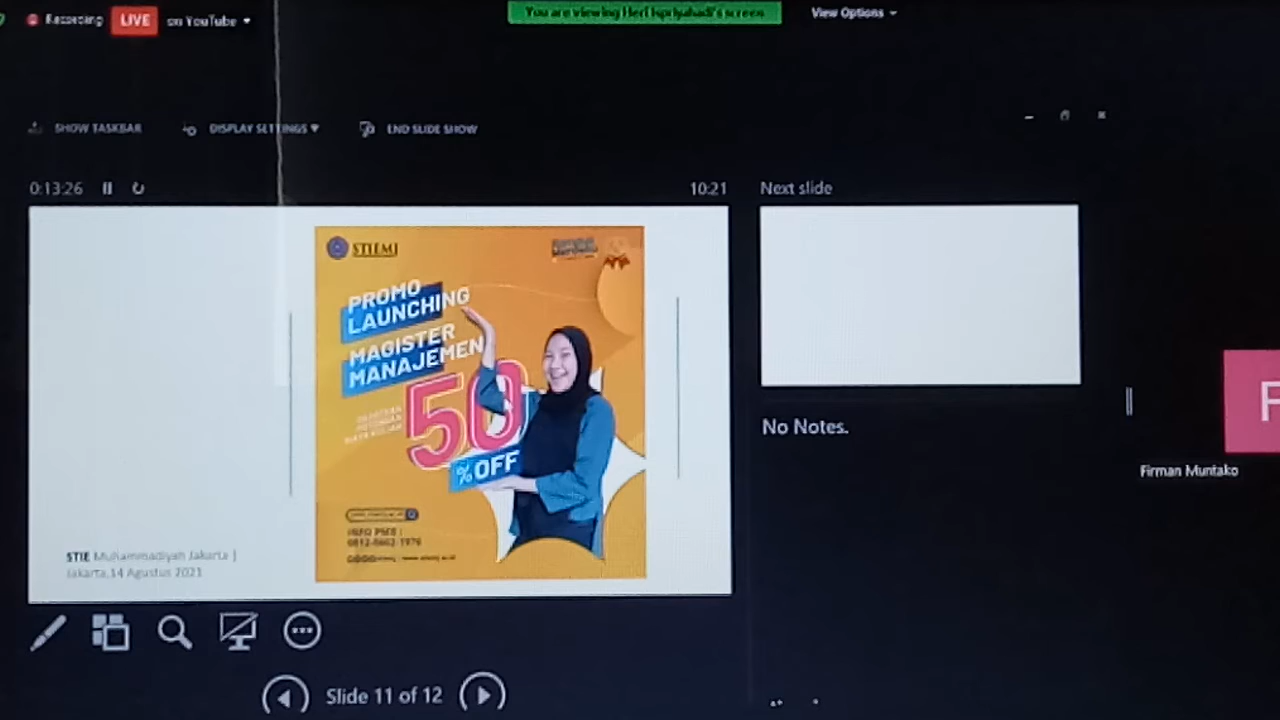 Recording LIVE on YouTube
You are viewing Heri Ispriyahadi's screen
View Options
SHOW TASKBAR
DISPLAY SETTINGS
END SLIDE SHOW
0:13:26
10:21
Next slide
STIEMJ
PROMO
LAUNCHING
MAGISTER
MANAJEMEN
50
%OFF
INFO PMB :
STIE Muhammadiyah Jakarta |
Jakarta,14 Agustus 2021
No Notes.
F
Firman Muntako
Slide 11 of 12